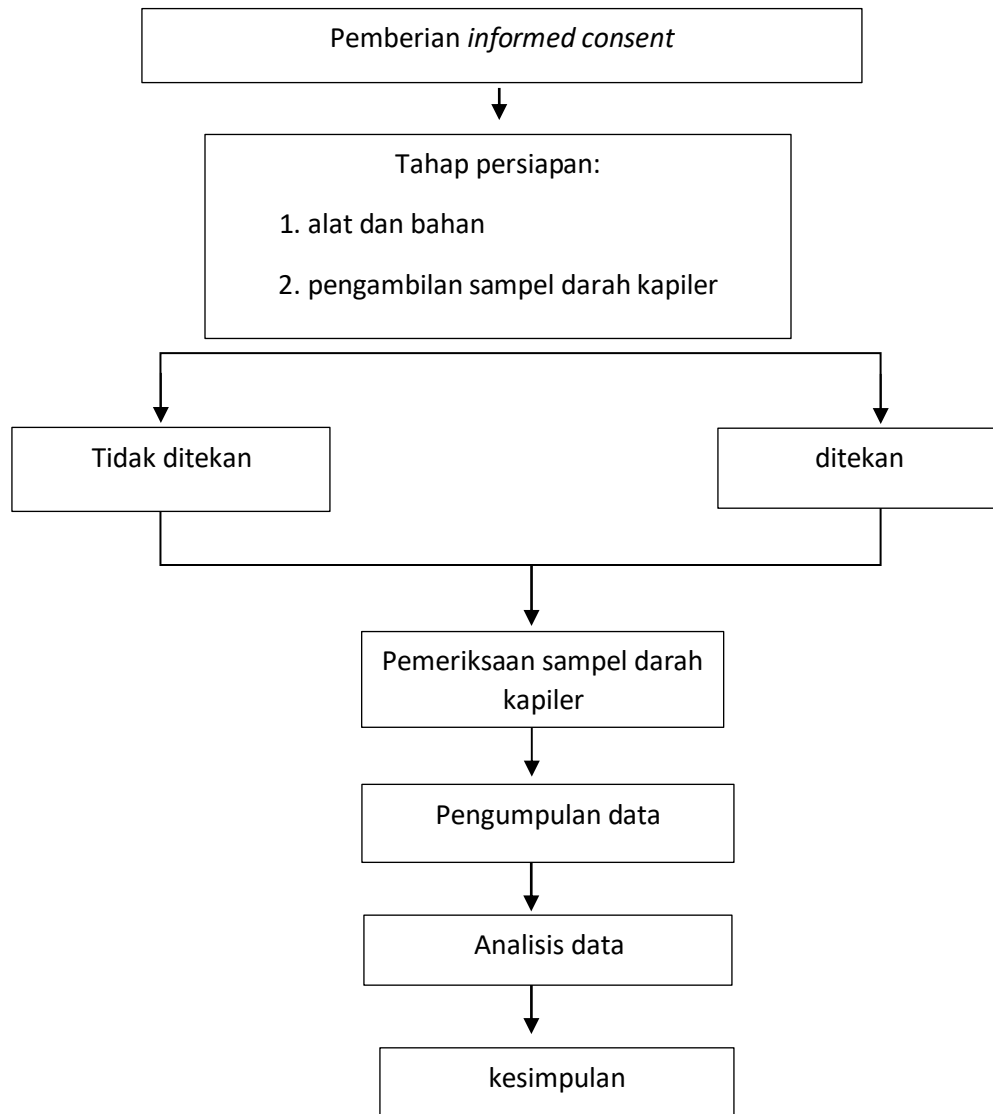 Pemberian informed consent
Tahap persiapan:
1. alat dan bahan
2. pengambilan sampel darah kapiler
Tidak ditekan
ditekan
Pemeriksaan sampel darah
kapiler
Pengumpulan data
Analisis data
kesimpulan